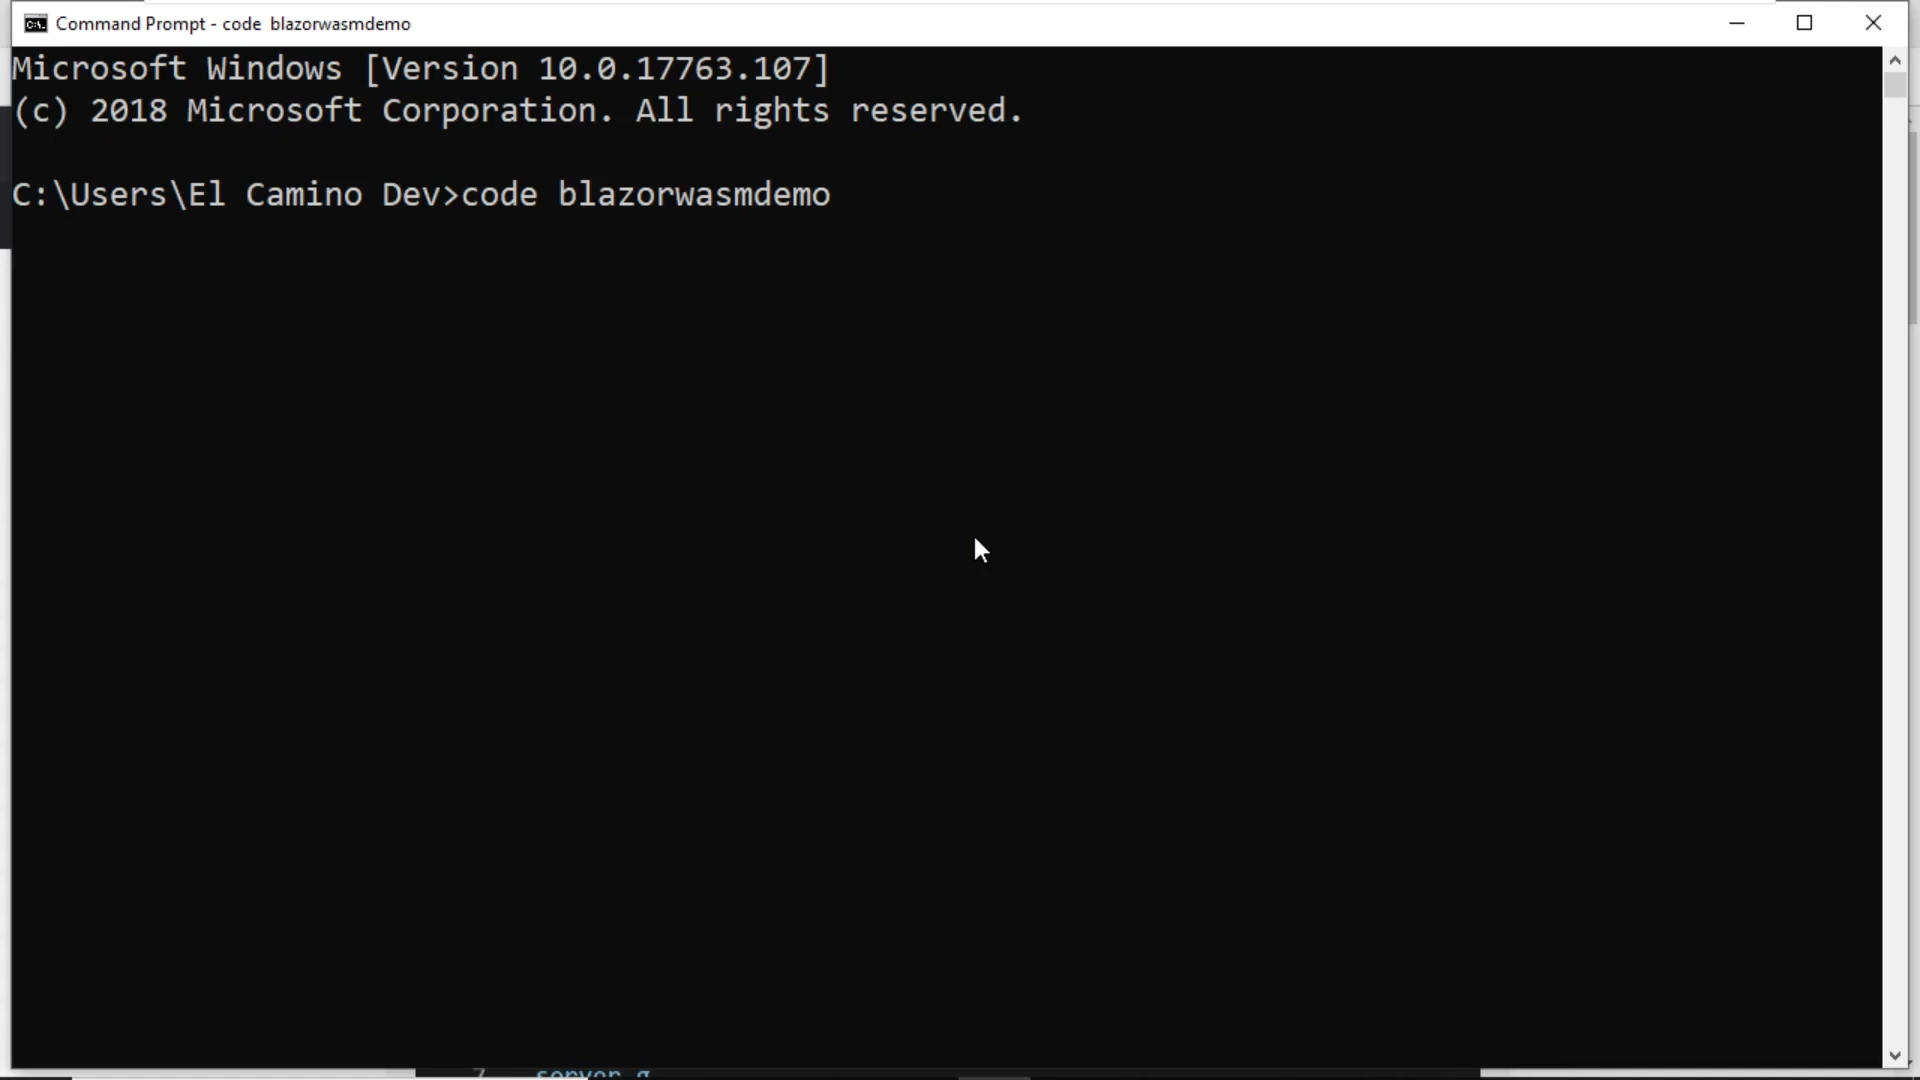 Command Prompt - code  blazorwasmdemo
Microsoft Windows [Version 10.0.17763.107]
(c) 2018 Microsoft Corporation. All rights reserved.
C:\Users\El Camino Dev>code blazorwasmdemo